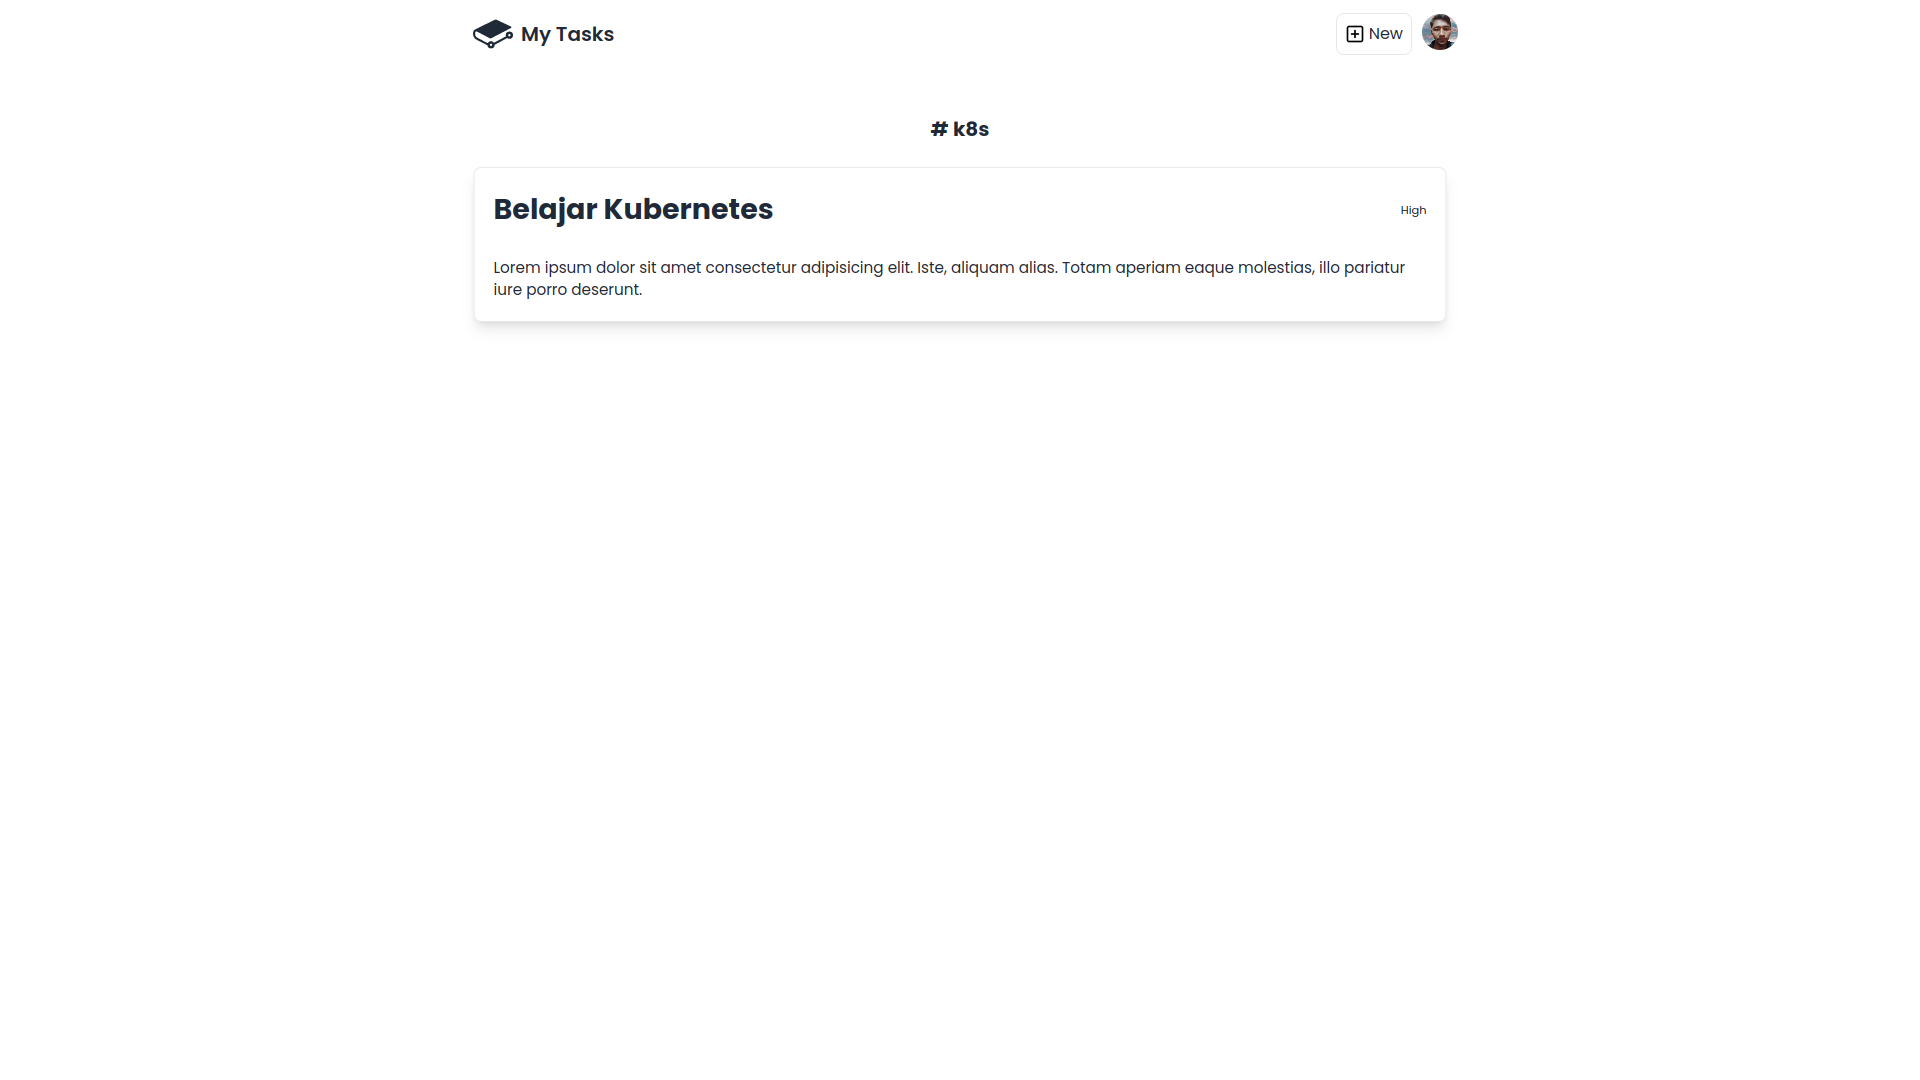 My Tasks
New
# k8s
Belajar Kubernetes
High
Lorem ipsum dolor sit amet consectetur adipisicing elit. Iste, aliquam alias. Totam aperiam eaque molestias, illo pariatur
iure porro deserunt.